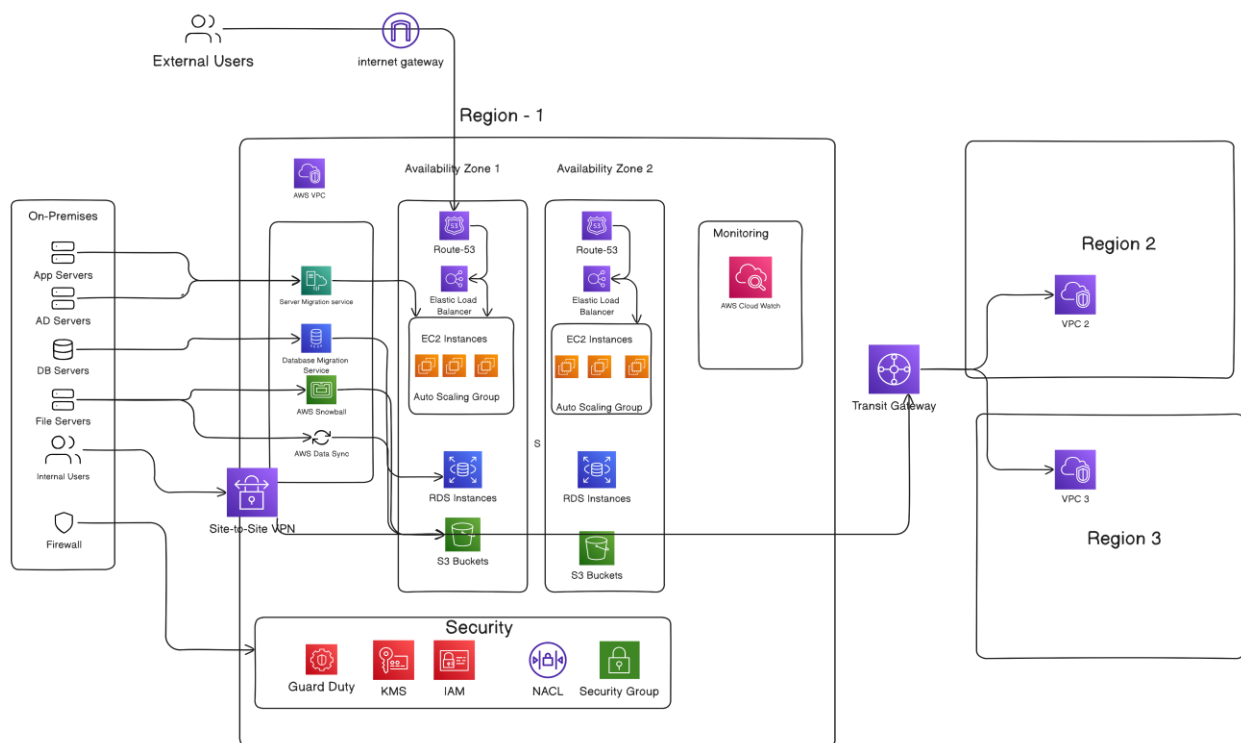 External Users
internet gateway
Region - 1
Availability Zone 1
Availability Zone 2
AWS VPC
On-Premises
App Servers
AD Servers
DB Servers
File Servers
Internal Users
Firewall
Server Migration service
Database Migration
Service
AWS Snowball
AWS Data Sync
Site-to-Site VPN
53
Route-53
Elastic Load
Balancer
EC2 Instances
Auto Scaling Group
RDS Instances
S3 Buckets
S
53
Route-53
Elastic Load
Balancer
EC2 Instances
Auto Scaling Group
RDS Instances
S3 Buckets
Monitoring
AWS Cloud Watch
Transit Gateway
Region 2
VPC 2
VPC 3
Region 3
Security
Guard Duty
KMS
IAM
NACL
Security Group